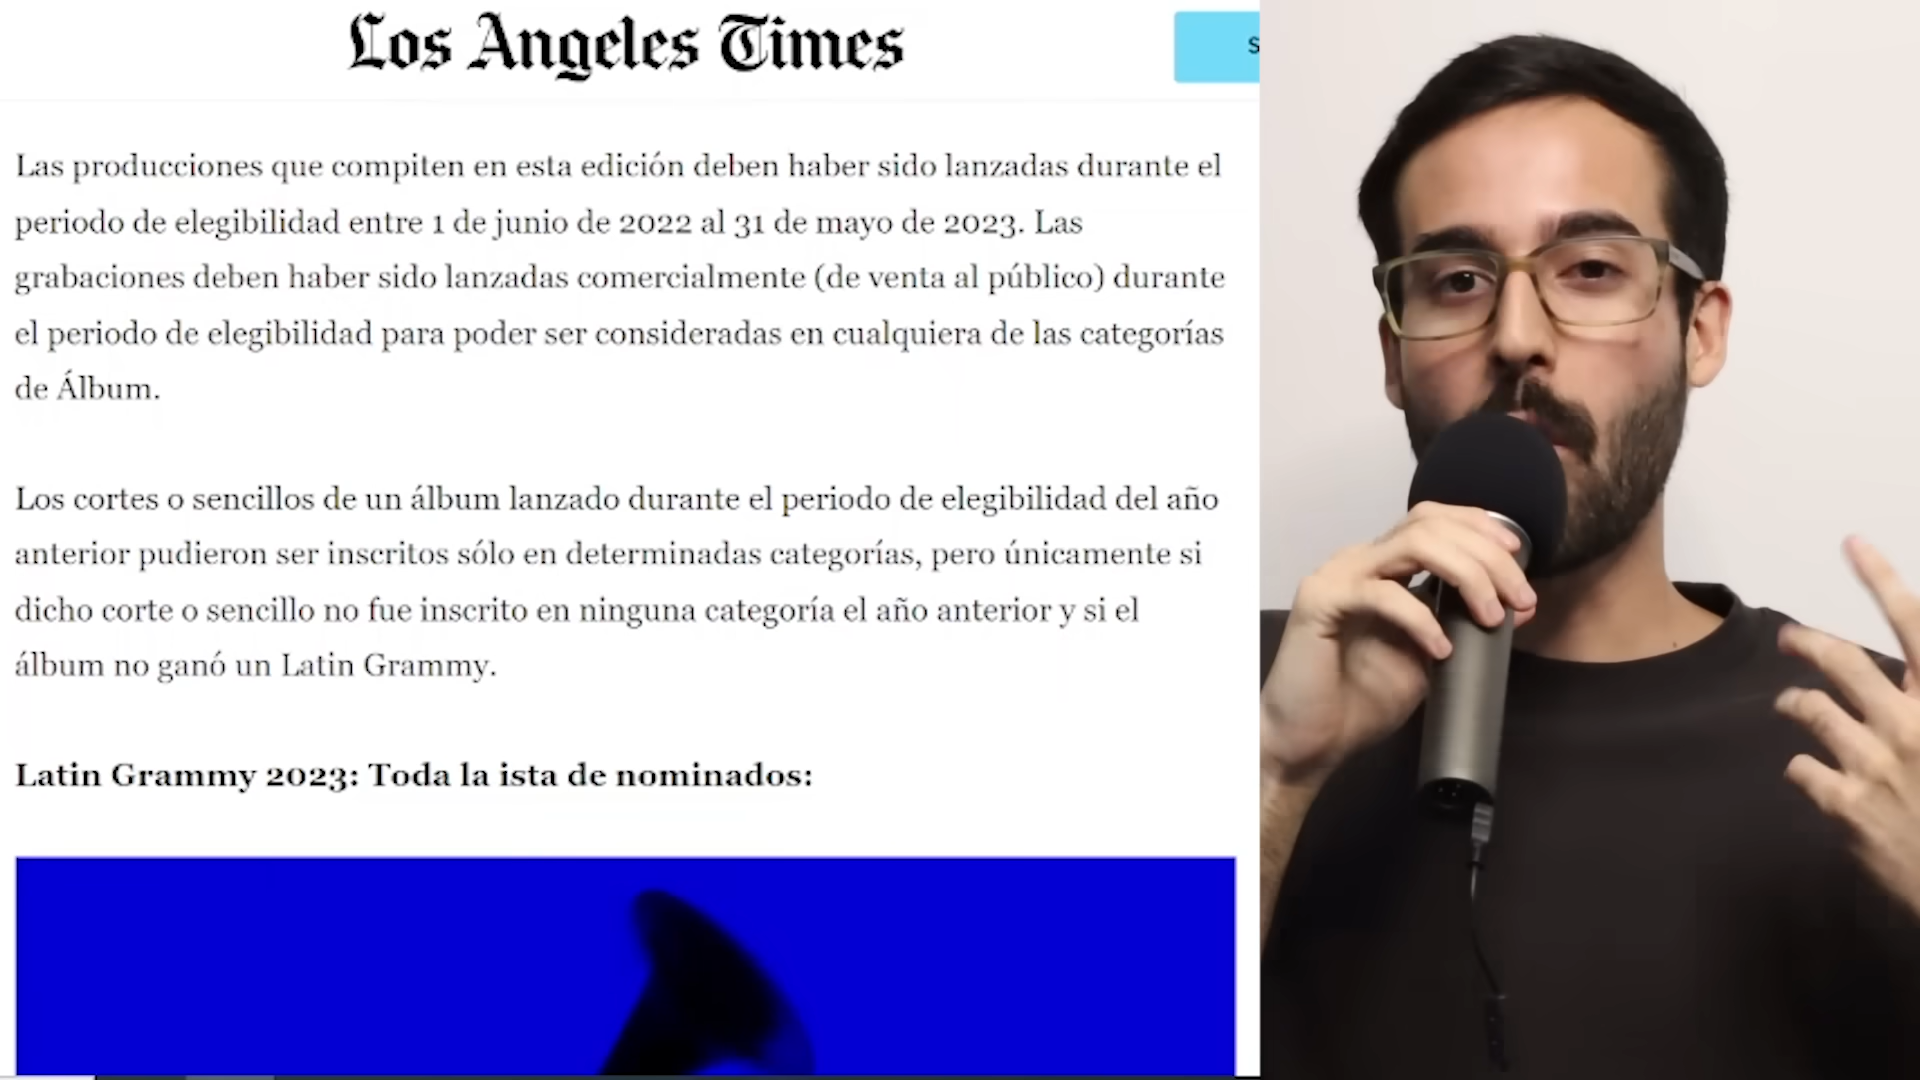 Los Angeles Times
S
Las producciones que compiten en esta edición deben haber sido lanzadas durante el
periodo de elegibilidad entre 1 de junio de 2022 al 31 de mayo de 2023. Las
grabaciones deben haber sido lanzadas comercialmente (de venta al público) durante
el periodo de elegibilidad para poder ser consideradas en cualquiera de las categorías
de Álbum.
Los cortes o sencillos de un álbum lanzado durante el periodo de elegibilidad del año
anterior pudieron ser inscritos sólo en determinadas categorías, pero únicamente si
dicho corte o sencillo no fue inscrito en ninguna categoría el año anterior y si el
álbum no ganó un Latin Grammy.
Latin Grammy 2023: Toda la ista de nominados: